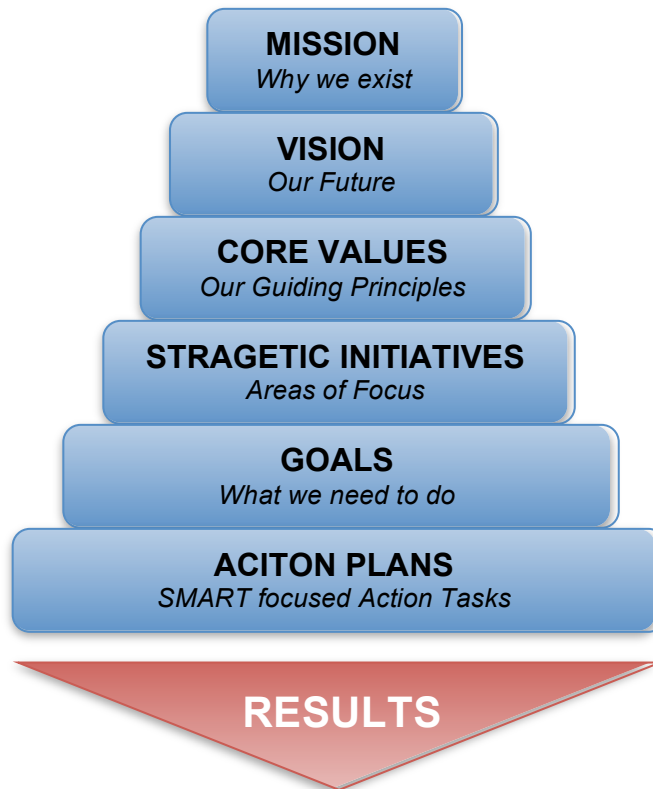 MISSION
Why we exist
VISION
Our Future
CORE VALUES
Our Guiding Principles
STRAGETIC INITIATIVES
Areas of Focus
GOALS
What we need to do
ACITON PLANS
SMART focused Action Tasks
RESULTS